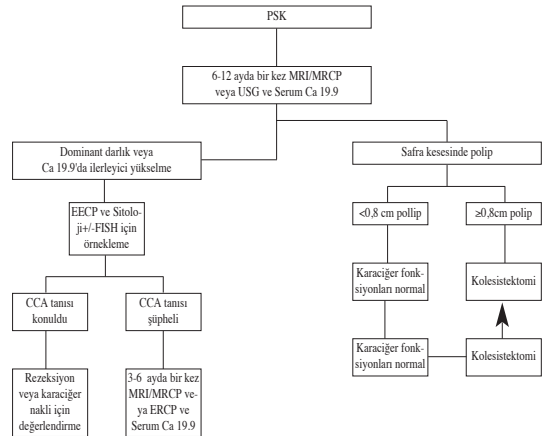 PSK
6-12 ayda bir kez MRI/MRCP
veya USG ve Serum Ca 19.9
Dominant darlık veya
Ca 19.9'da ilerleyici yükselme
Safra kesesinde polip
EECP ve Sitolo-
ji+/-FISH için
örnekleme
<0,8 cm pollip
≥0,8cm polip
Karaciğer fonk-
siyonları normal
Kolesistektomi
CCA tanısı
konuldu
CCA tanısı
şüpheli
Karaciğer fonk-
siyonları normal
Kolesistektomi
Rezeksiyon
veya karaciğer
nakli için
değerlendirme
3-6 ayda bir kez
MRI/MRCP ve-
ya ERCP ve
Serum Ca 19.9